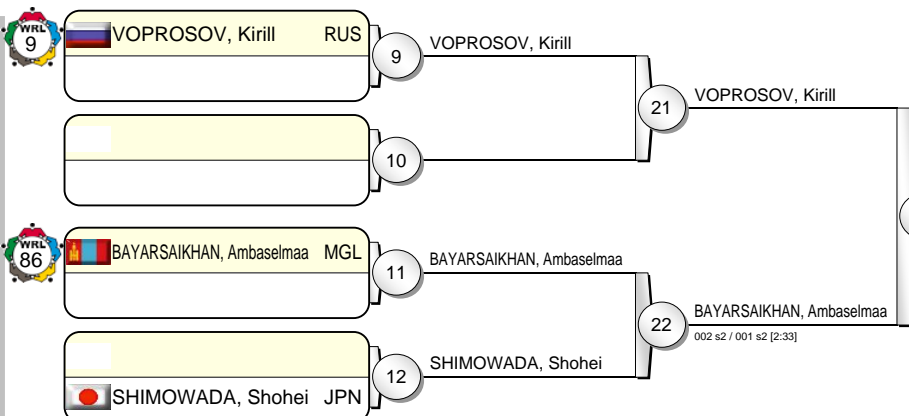 WRL
9
VOPROSOV, Kirill RUS
9
VOPROSOV, Kirill
21
VOPROSOV, Kirill
10
WRL
86
BAYARSAIKHAN, Ambaselmaa MGL
11
BAYARSAIKHAN, Ambaselmaa
22
BAYARSAIKHAN, Ambaselmaa
002 s2 / 001 s2 [2:33]
12
SHIMOWADA, Shohei
SHIMOWADA, Shohei JPN